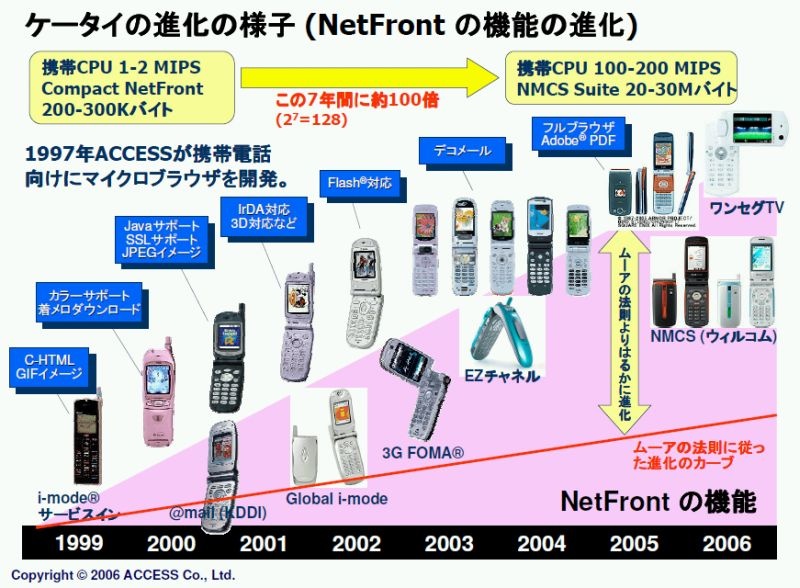 ケータイの進化の様子 (NetFront の機能の進化)
携帯CPU 1-2 MIPS
Compact NetFront
200-300Kバイト
この7年間に約100倍
(2⁷=128)
携帯CPU 100-200 MIPS
NMCS Suite 20-30Mバイト
1997年ACCESSが携帯電話
向けにマイクロブラウザを開発。
C-HTML
GIFイメージ
カラーサポート
着メロダウンロード
Javaサポート
SSLサポート
JPEGイメージ
IrDA対応
3D対応など
Flash®対応
デコメール
フルブラウザ
Adobe® PDF
SQUARE ENIX All Rights Reserved.
ワンセグTV
ムーアの法則よりはるかに進化
NMCS (ウィルコム)
EZチャネル
3G FOMA®
Global i-mode
@mail (KDDI)
i-mode®
サービスイン
ムーアの法則に従っ
た進化のカーブ
NetFront の機能
1999 2000 2001 2002 2003 2004 2005 2006
Copyright © 2006 ACCESS Co., Ltd.